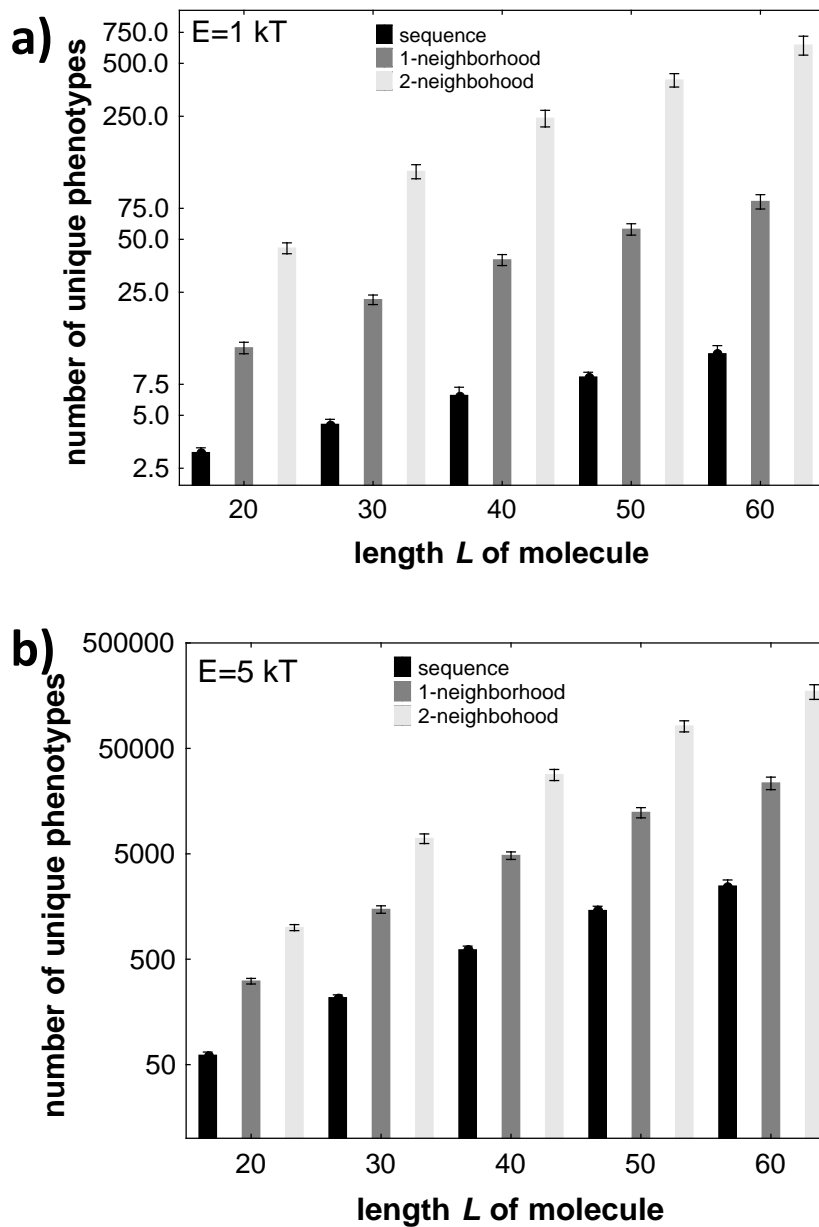 a)
E=1 kT
sequence
1-neighborhood
2-neighbohood
number of unique phenotypes
750.0
500.0
250.0
75.0
50.0
25.0
7.5
5.0
2.5
20 30 40 50 60
length L of molecule
b)
E=5 kT
sequence
1-neighborhood
2-neighbohood
number of unique phenotypes
500000
50000
5000
500
50
20 30 40 50 60
length L of molecule